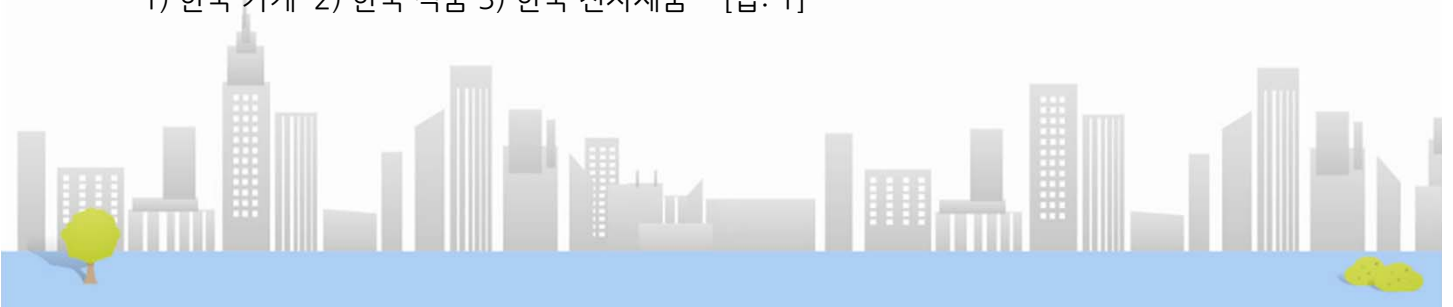 1) 한국 가게 2) 한국 식품 3) 한국 전자제품 [답: 1]